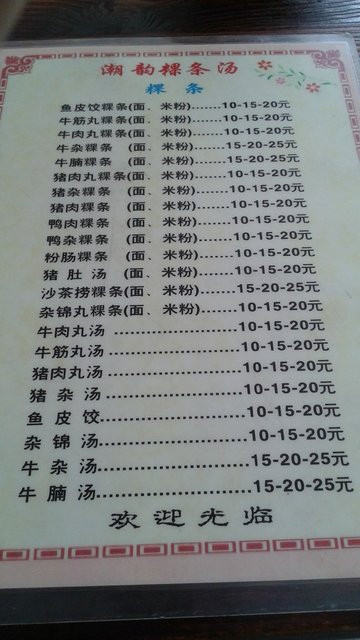 潮韵粿条汤
粿条
鱼皮饺粿条(面、米粉).......10-15-20元
牛筋丸粿条(面、米粉).......10-15-20元
牛肉丸粿条(面、米粉).......10-15-20元
牛杂粿条 (面、米粉).......15-20-25元
牛腩粿条 (面、米粉).......15-20-25元
猪肉丸粿条(面、米粉).......10-15-20元
猪杂粿条 (面、米粉).......10-15-20元
猪肉粿条 (面、米粉).......10-15-20元
鸭肉粿条 (面、米粉).......10-15-20元
鸭杂粿条 (面、米粉).......10-15-20元
粉肠粿条 (面、米粉).......10-15-20元
猪肚汤 (面、米粉).......10-15-20元
沙茶捞粿条(面、米粉).......15-20-25元
杂锦丸粿条(面、米粉).......10-15-20元
牛肉丸汤 ......................10-15-20元
牛筋丸汤 ......................10-15-20元
猪肉丸汤 ......................10-15-20元
猪杂汤 ......................10-15-20元
鱼皮饺......................10-15-20元
杂锦汤......................10-15-20元
牛杂汤......................15-20-25元
牛腩汤......................15-20-25元
欢迎光临